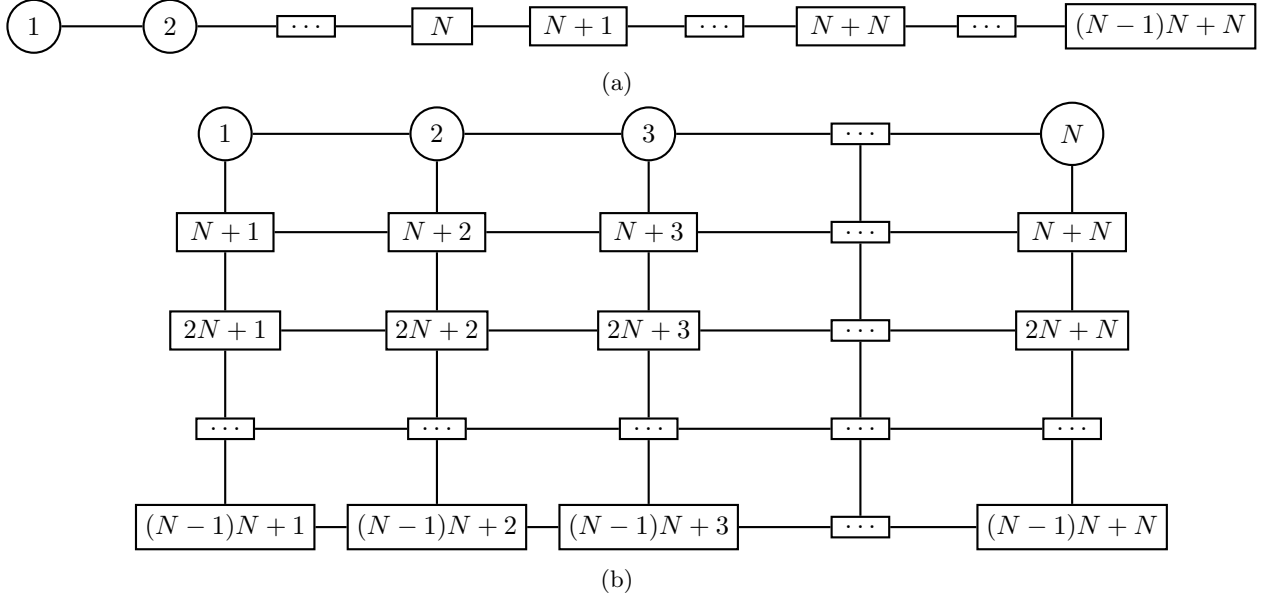 1 2 ··· N N + 1 ··· N + N ··· (N − 1)N + N
(a)
1 2 3 ··· N
N + 1 N + 2 N + 3 ··· N + N
2N + 1 2N + 2 2N + 3 ··· 2N + N
··· ··· ··· ··· ···
(N − 1)N + 1 (N − 1)N + 2 (N − 1)N + 3 ··· (N − 1)N + N
(b)